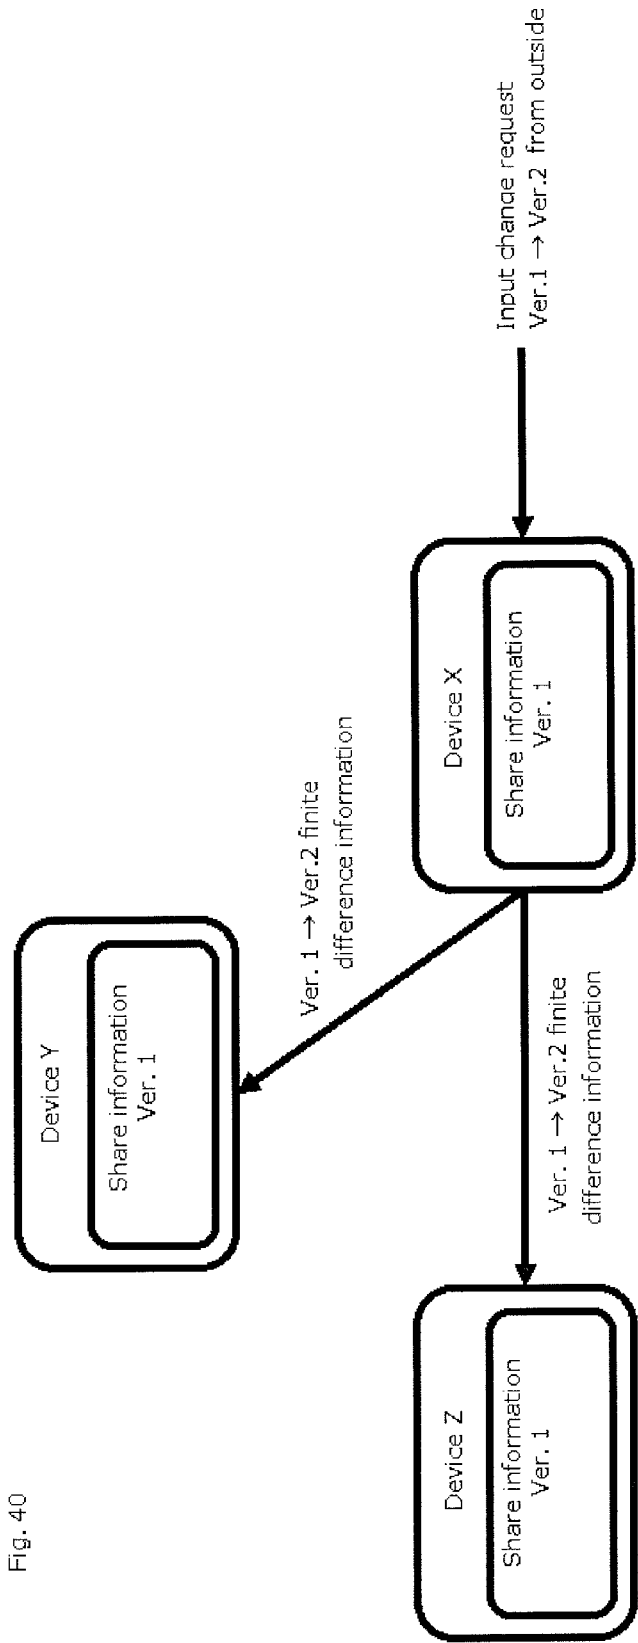 Fig. 40
Device Y
Share information
Ver. 1
Ver. 1 → Ver.2 finite
difference information
Device Z
Share information
Ver. 1
Ver. 1 → Ver.2 finite
difference information
Device X
Share information
Ver. 1
Input change request
Ver.1 → Ver.2 from outside